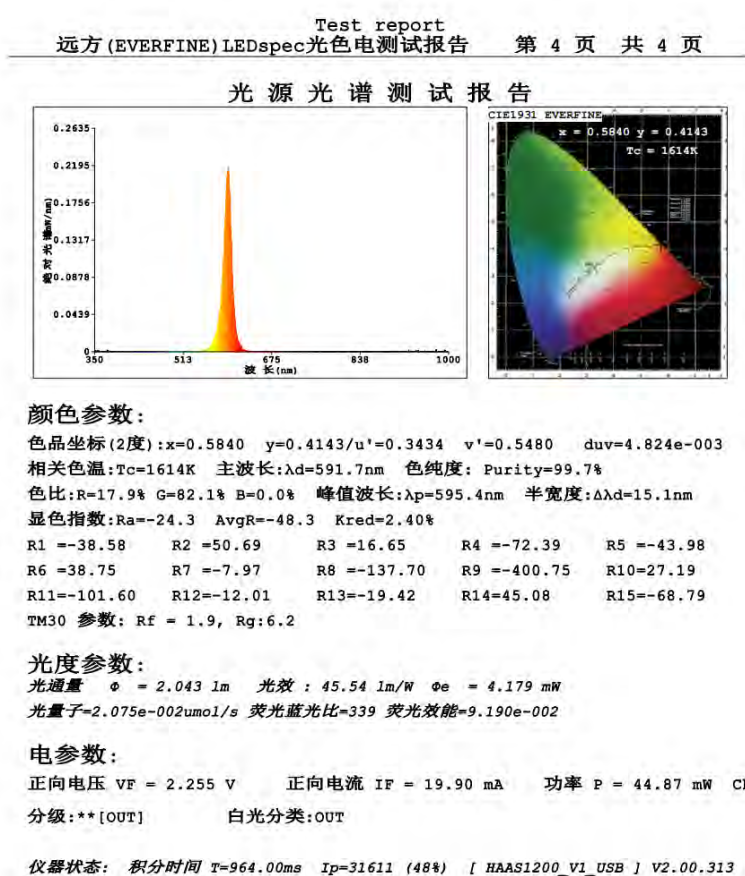 Test report
远方(EVERFINE)LEDspec光色电测试报告 第 4 页 共 4 页
光 源 光 谱 测 试 报 告
0.2635
0.2195
0.1756
0.1317
0.0878
0.0439
0
绝对光谱(mW/nm)
350 513 675 838 1000
波 长(nm)
CIE1931 EVERFINE
x = 0.5840 y = 0.4143
Tc = 1614K
颜色参数:
色品坐标(2度):x=0.5840 y=0.4143/u'=0.3434 v'=0.5480 duv=4.824e-003
相关色温:Tc=1614K 主波长:λd=591.7nm 色纯度: Purity=99.7%
色比:R=17.9% G=82.1% B=0.0% 峰值波长:λp=595.4nm 半宽度:Δλd=15.1nm
显色指数:Ra=-24.3 AvgR=-48.3 Kred=2.40%
R1 =-38.58 R2 =50.69 R3 =16.65 R4 =-72.39 R5 =-43.98
R6 =38.75 R7 =-7.97 R8 =-137.70 R9 =-400.75 R10=27.19
R11=-101.60 R12=-12.01 R13=-19.42 R14=45.08 R15=-68.79
TM30 参数: Rf = 1.9, Rg:6.2
光度参数:
光通量 Φ = 2.043 lm 光效 : 45.54 lm/W Φe = 4.179 mW
光量子=2.075e-002umol/s 荧光蓝光比=339 荧光效能=9.190e-002
电参数:
正向电压 VF = 2.255 V 正向电流 IF = 19.90 mA 功率 P = 44.87 mW
分级:**[OUT] 白光分类:OUT
仪器状态: 积分时间 T=964.00ms Ip=31611 (48%) [ HAAS1200_V1_USB ] V2.00.313